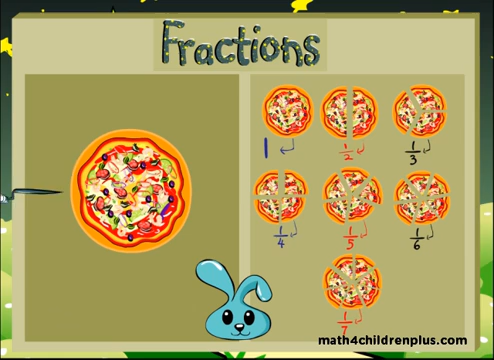 Fractions
1 1/2 1/3
1/4 1/5 1/6
1/7
math4childrenplus.com